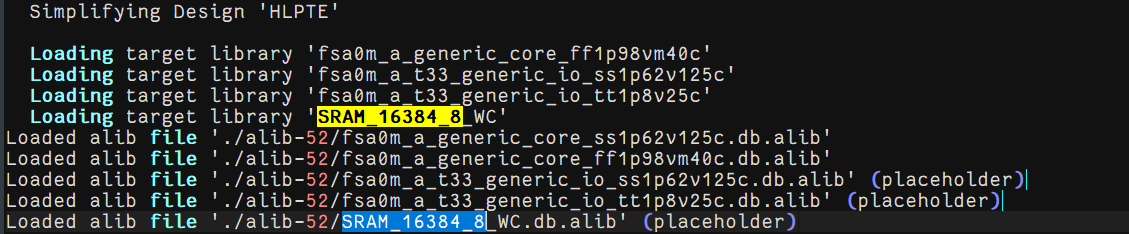 Simplifying Design 'HLPTE'
Loading target library 'fsa0m_a_generic_core_ff1p98vm40c'
Loading target library 'fsa0m_a_t33_generic_io_ss1p62v125c'
Loading target library 'fsa0m_a_t33_generic_io_tt1p8v25c'
Loading target library 'SRAM_16384_8_WC'
Loaded alib file './alib-52/fsa0m_a_generic_core_ss1p62v125c.db.alib'
Loaded alib file './alib-52/fsa0m_a_generic_core_ff1p98vm40c.db.alib'
Loaded alib file './alib-52/fsa0m_a_t33_generic_io_ss1p62v125c.db.alib' (placeholder)
Loaded alib file './alib-52/fsa0m_a_t33_generic_io_tt1p8v25c.db.alib' (placeholder)
Loaded alib file './alib-52/SRAM_16384_8_WC.db.alib' (placeholder)